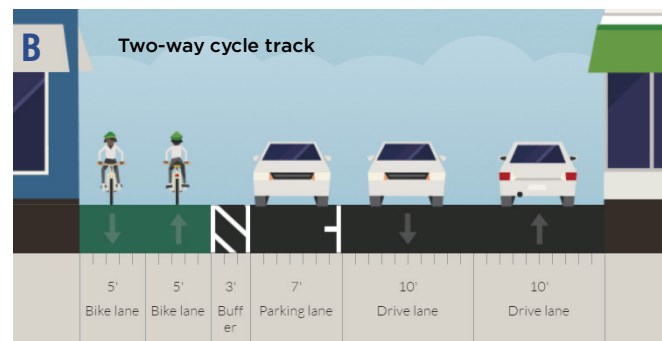 B
Two-way cycle track
5' 5' 3' 7' 10' 10'
Bike lane Bike lane Buff Parking lane Drive lane Drive lane
er